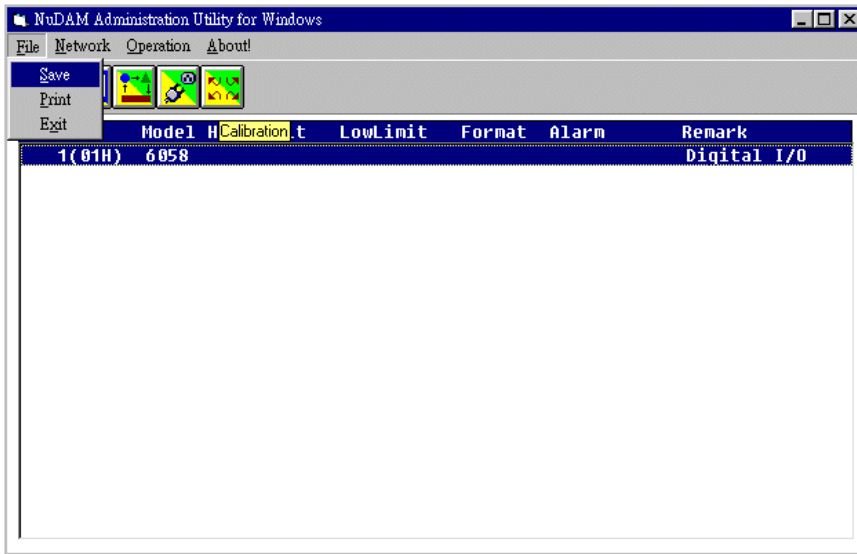 NuDAM Administration Utility for Windows
File Network Operation About!
Save
Print
Exit
Calibration
Model H t LowLimit Format Alarm Remark
1(01H) 6058 Digital I/O